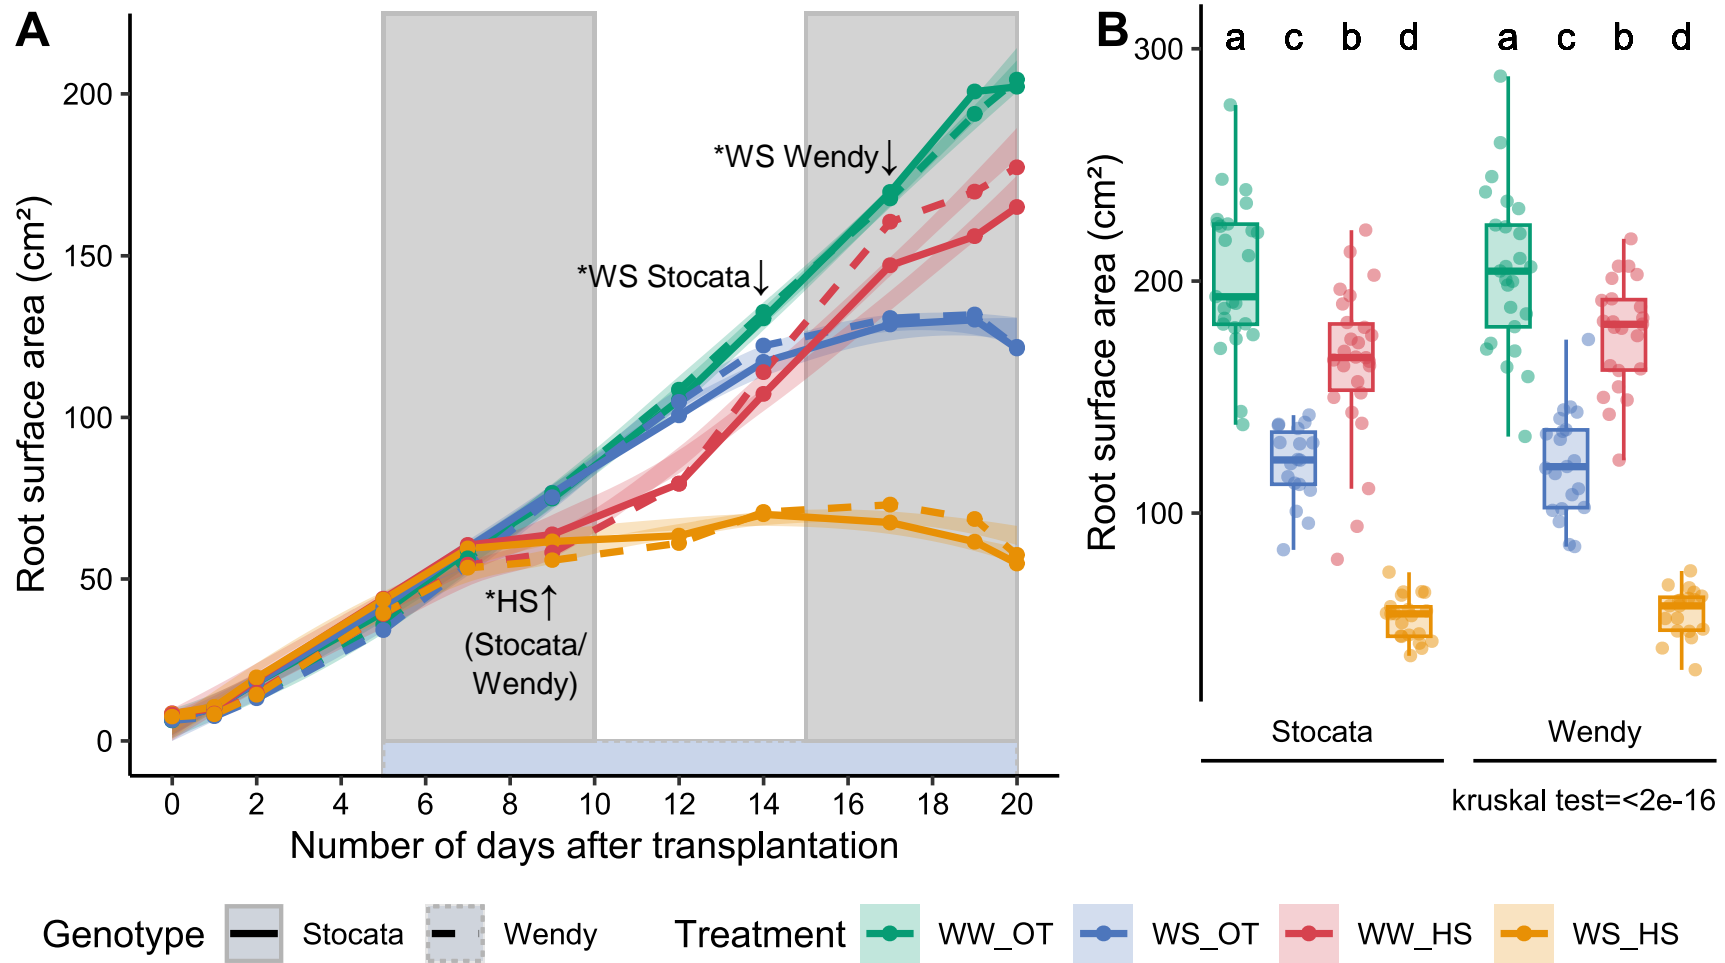 A
Root surface area (cm²)
200
150
100
50
0
*WS Wendy↓
*WS Stocata↓
*HS↑
(Stocata/
Wendy)
0 2 4 6 8 10 12 14 16 18 20
Number of days after transplantation
B
Root surface area (cm²)
300
200
100
a c b d a c b d
Stocata Wendy
kruskal test=<2e-16
Genotype Stocata Wendy Treatment WW_OT WS_OT WW_HS WS_HS